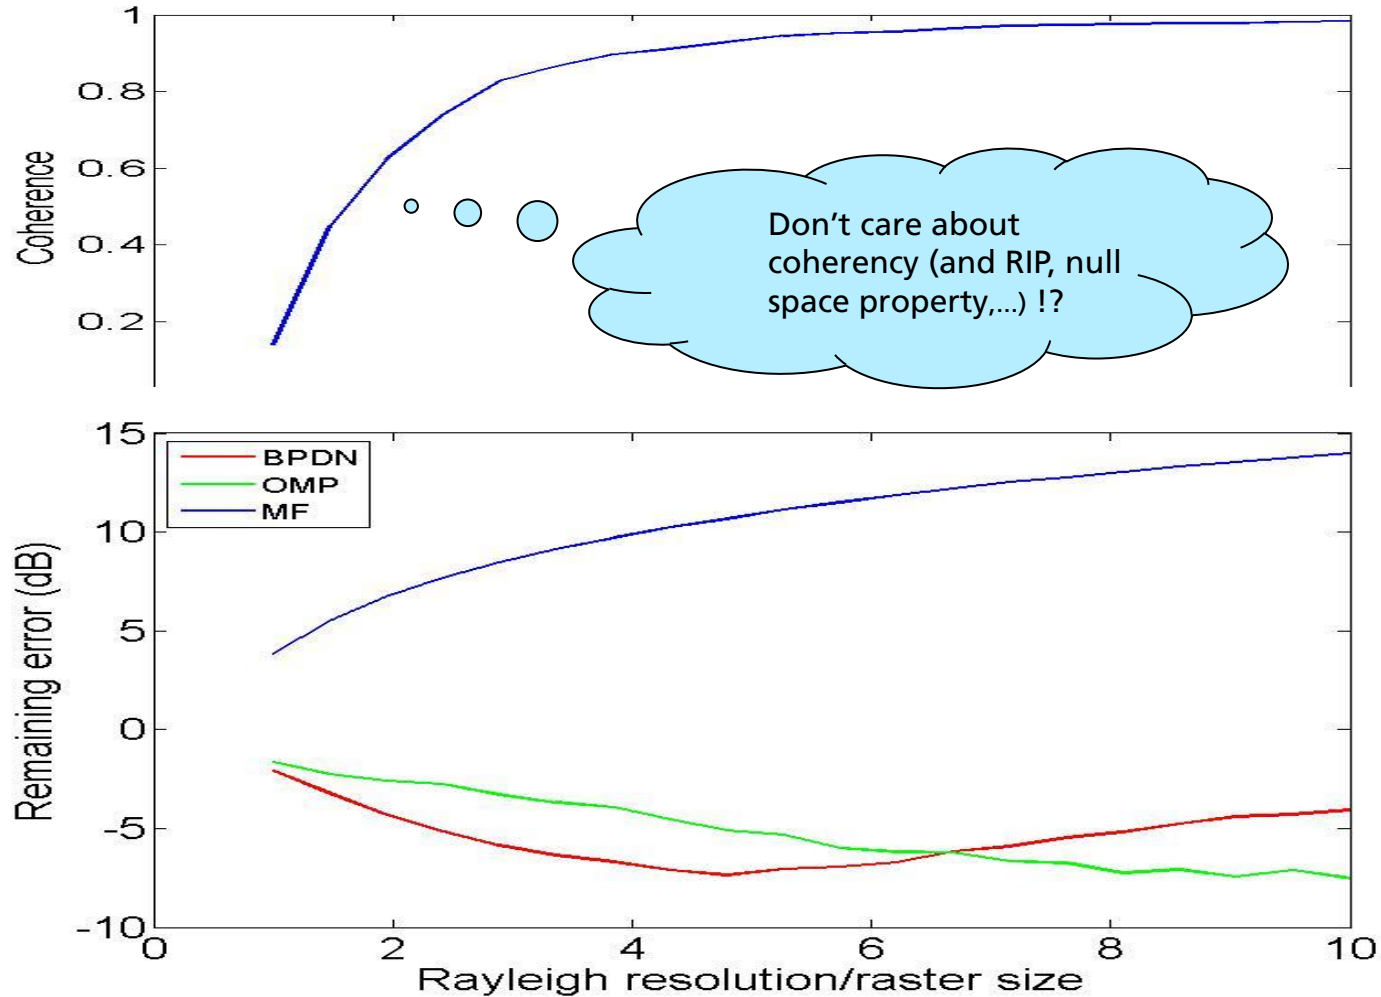 1
0.8
0.6
0.4
0.2
Coherence
Don't care about
coherency (and RIP, null
space property,...) !?
15
10
5
0
-5
-10
Remaining error (dB)
BPDN
OMP
MF
0 2 4 6 8 10
Rayleigh resolution/raster size